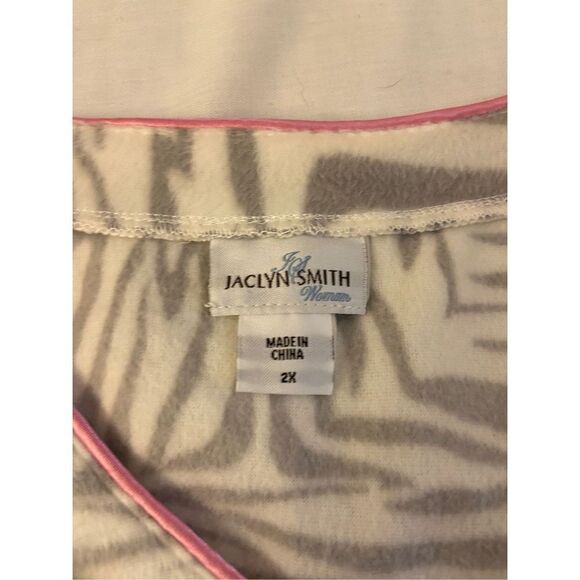 JS
JACLYN SMITH
Woman
MADE IN
CHINA
2X